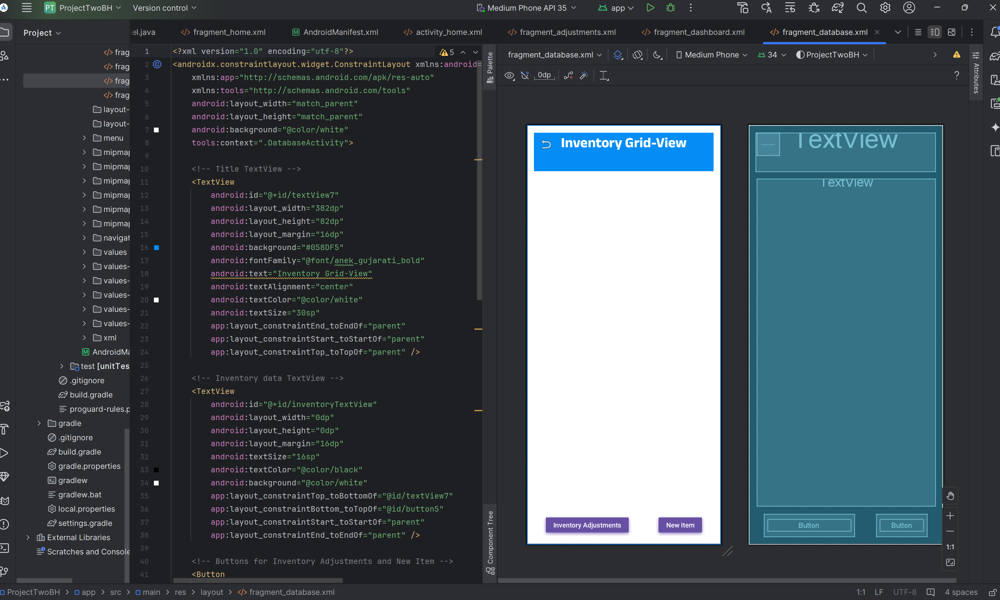 PT ProjectTwoBH Version control Medium Phone API 35 app
Project
el.java fragment_home.xml AndroidManifest.xml activity_home.xml fragment_adjustments.xml fragment_dashboard.xml fragment_database.xml
frag
frag
frag
frag
layout-
layout-
menu
mipmap
mipmap
mipmap
mipmap
mipmap
mipmap
navigat
values
values-
values-
values-
values-
values-
xml
AndroidMa
test [unitTes
.gitignore
build.gradle
proguard-rules.p
gradle
.gitignore
build.gradle
gradle.properties
gradlew
gradlew.bat
local.properties
settings.gradle
External Libraries
Scratches and Console
5
1 <?xml version="1.0" encoding="utf-8"?>
2 <androidx.constraintlayout.widget.ConstraintLayout xmlns:android=
3 xmlns:app="http://schemas.android.com/apk/res-auto"
4 xmlns:tools="http://schemas.android.com/tools"
5 android:layout_width="match_parent"
6 android:layout_height="match_parent"
7 android:background="@color/white"
8 tools:context=".DatabaseActivity">
9
10 <!-- Title TextView -->
11 <TextView
12 android:id="@+id/textView7"
13 android:layout_width="382dp"
14 android:layout_height="82dp"
15 android:layout_margin="16dp"
16 android:background="#058DF5"
17 android:fontFamily="@font/anek_gujarati_bold"
18 android:text="Inventory Grid-View"
19 android:textAlignment="center"
20 android:textColor="@color/white"
21 android:textSize="30sp"
22 app:layout_constraintEnd_toEndOf="parent"
23 app:layout_constraintStart_toStartOf="parent"
24 app:layout_constraintTop_toTopOf="parent" />
25
26 <!-- Inventory data TextView -->
27 <TextView
28 android:id="@+id/inventoryTextView"
29 android:layout_width="0dp"
30 android:layout_height="0dp"
31 android:layout_margin="16dp"
32 android:textSize="16sp"
33 android:textColor="@color/black"
34 android:background="@color/white"
35 app:layout_constraintTop_toBottomOf="@id/textView7"
36 app:layout_constraintBottom_toTopOf="@id/button5"
37 app:layout_constraintStart_toStartOf="parent"
38 app:layout_constraintEnd_toEndOf="parent" />
39
40 <!-- Buttons for Inventory Adjustments and New Item -->
41 <Button
Palette
Component Tree
fragment_database.xml Medium Phone 34 ProjectTwoBH
0dp ?
Attributes
Inventory Grid-View
Inventory Adjustments New Item
TextView
TextView
Button Button
1:1
ProjectTwoBH > app > src > main > res > layout > fragment_database.xml
1:1 LF UTF-8 4 spaces